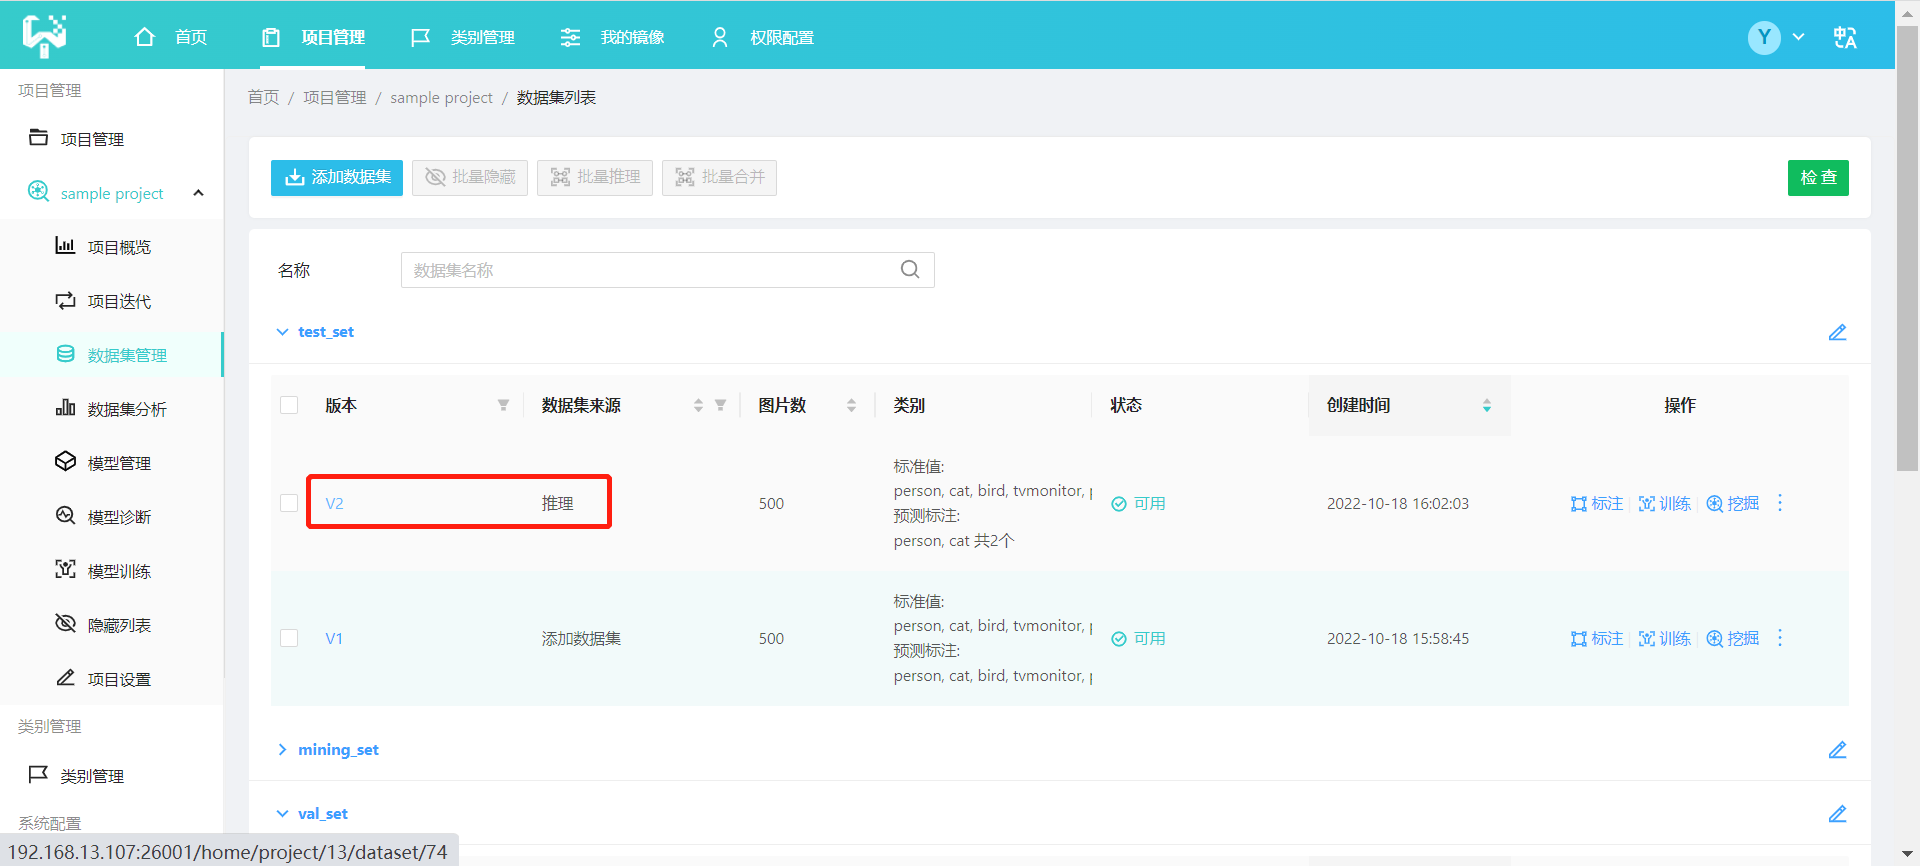 首页 项目管理 类别管理 我的镜像 权限配置 Y
项目管理
项目管理
sample project
项目概览
项目迭代
数据集管理
数据集分析
模型管理
模型诊断
模型训练
隐藏列表
项目设置
类别管理
类别管理
系统配置
首页 / 项目管理 / sample project / 数据集列表
添加数据集 批量隐藏 批量推理 批量合并 检 查
名称 数据集名称
test_set
版本 数据集来源 图片数 类别 状态 创建时间 操作
标准值:
person, cat, bird, tvmonitor,
V2 推理 500 可用 2022-10-18 16:02:03 标注 训练 挖掘
预测标注:
person, cat 共2个
标准值:
person, cat, bird, tvmonitor,
V1 添加数据集 500 可用 2022-10-18 15:58:45 标注 训练 挖掘
预测标注:
person, cat, bird, tvmonitor,
mining_set
val_set
192.168.13.107:26001/home/project/13/dataset/74